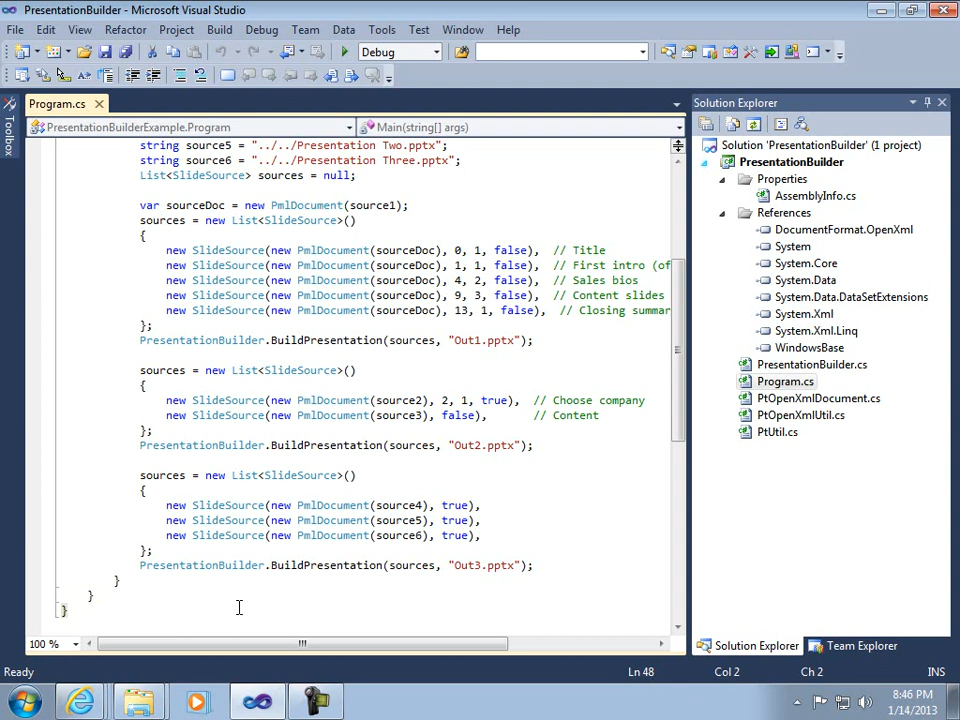 PresentationBuilder - Microsoft Visual Studio
File Edit View Refactor Project Build Debug Team Data Tools Test Window Help
Debug
Program.cs
PresentationBuilderExample.Program
Main(string[] args)
string source5 = "../../Presentation Two.pptx";
string source6 = "../../Presentation Three.pptx";
List<SlideSource> sources = null;
var sourceDoc = new PmlDocument(source1);
sources = new List<SlideSource>()
{
new SlideSource(new PmlDocument(sourceDoc), 0, 1, false), // Title
new SlideSource(new PmlDocument(sourceDoc), 1, 1, false), // First intro (of
new SlideSource(new PmlDocument(sourceDoc), 4, 2, false), // Sales bios
new SlideSource(new PmlDocument(sourceDoc), 9, 3, false), // Content slides
new SlideSource(new PmlDocument(sourceDoc), 13, 1, false), // Closing summar
};
PresentationBuilder.BuildPresentation(sources, "Out1.pptx");
sources = new List<SlideSource>()
{
new SlideSource(new PmlDocument(source2), 2, 1, true), // Choose company
new SlideSource(new PmlDocument(source3), false), // Content
};
PresentationBuilder.BuildPresentation(sources, "Out2.pptx");
sources = new List<SlideSource>()
{
new SlideSource(new PmlDocument(source4), true),
new SlideSource(new PmlDocument(source5), true),
new SlideSource(new PmlDocument(source6), true),
};
PresentationBuilder.BuildPresentation(sources, "Out3.pptx");
}
}
}
100 %
Toolbox
Solution Explorer
Solution 'PresentationBuilder' (1 project)
PresentationBuilder
Properties
AssemblyInfo.cs
References
DocumentFormat.OpenXml
System
System.Core
System.Data
System.Data.DataSetExtensions
System.Xml
System.Xml.Linq
WindowsBase
PresentationBuilder.cs
Program.cs
PtOpenXmlDocument.cs
PtOpenXmlUtil.cs
PtUtil.cs
Solution Explorer Team Explorer
Ready Ln 48 Col 2 Ch 2 INS
8:46 PM
1/14/2013